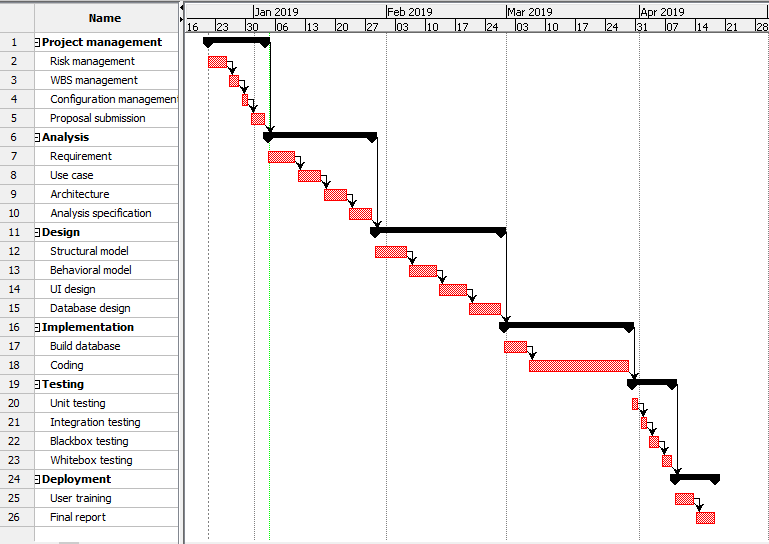 Name
Jan 2019 Feb 2019 Mar 2019 Apr 2019
16 23 30 06 13 20 27 03 10 17 24 03 10 17 24 31 07 14 21 28
1 Project management
2 Risk management
3 WBS management
4 Configuration management
5 Proposal submission
6 Analysis
7 Requirement
8 Use case
9 Architecture
10 Analysis specification
11 Design
12 Structural model
13 Behavioral model
14 UI design
15 Database design
16 Implementation
17 Build database
18 Coding
19 Testing
20 Unit testing
21 Integration testing
22 Blackbox testing
23 Whitebox testing
24 Deployment
25 User training
26 Final report